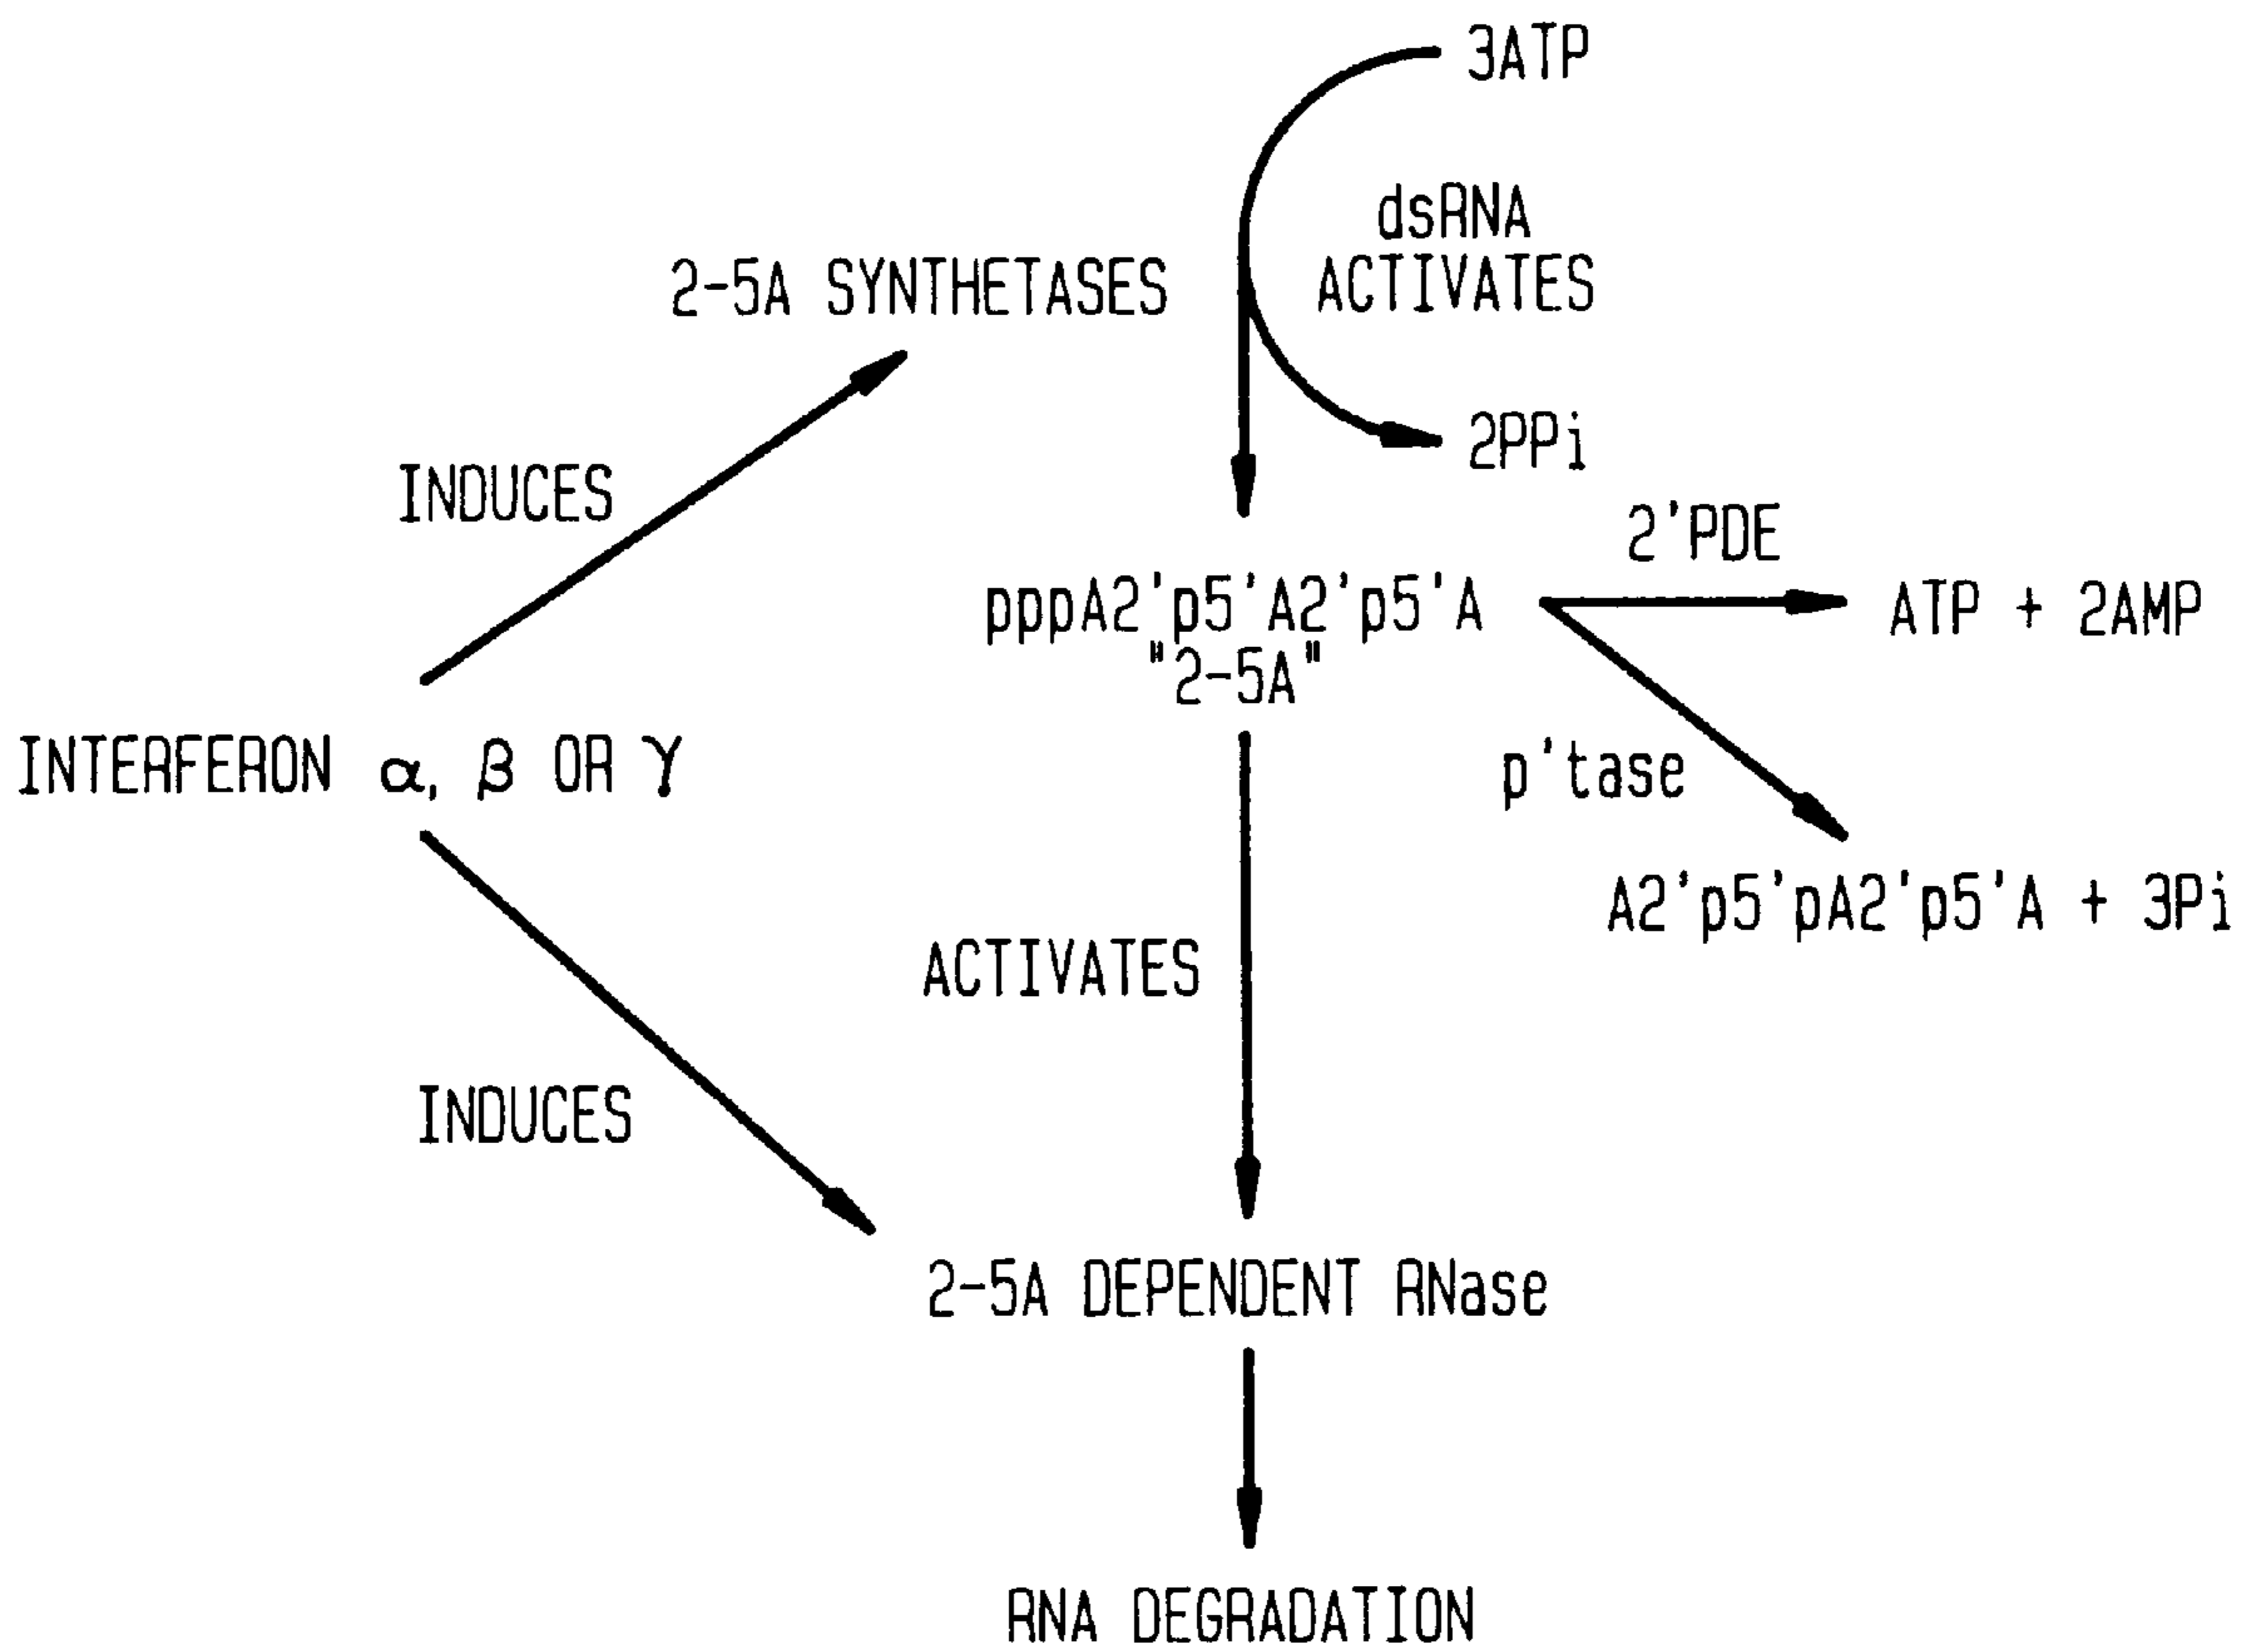 3ATP
dsRNA
ACTIVATES
2-5A SYNTHETASES
2PPi
INDUCES
2'PDE
pppA2'p5'A2'p5'A
ATP + 2AMP
"2-5A"
INTERFERON α, β OR γ
p'tase
A2'p5'pA2'p5'A + 3Pi
ACTIVATES
INDUCES
2-5A DEPENDENT RNase
RNA DEGRADATION